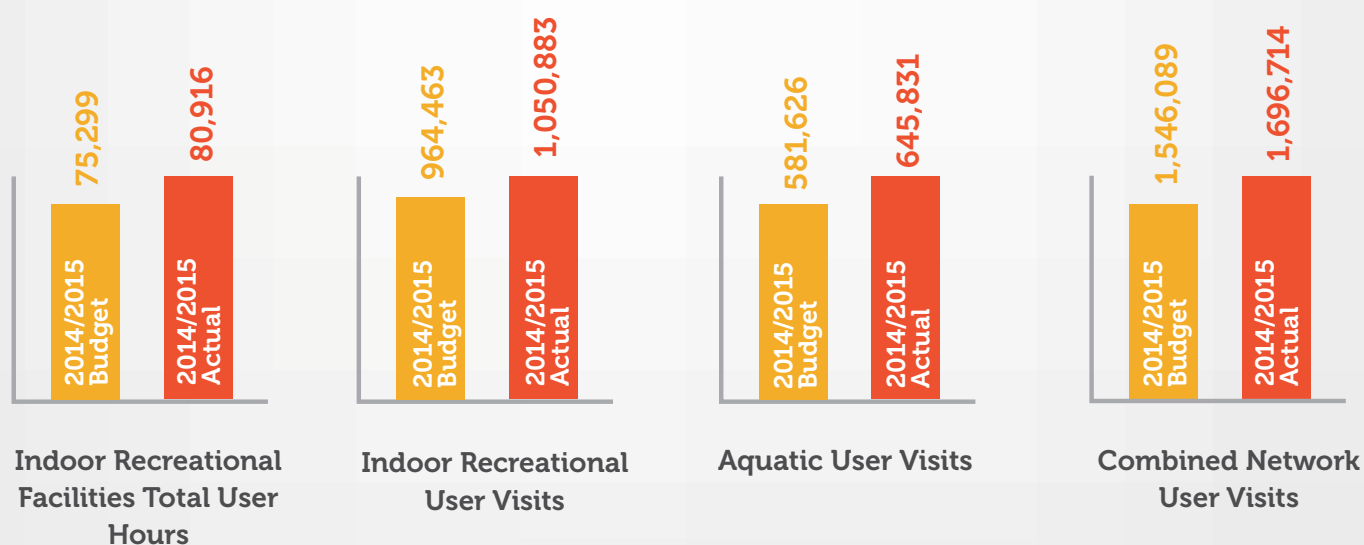 75,299
80,916
2014/2015
Budget
2014/2015
Actual
Indoor Recreational
Facilities Total User
Hours
964,463
1,050,883
2014/2015
Budget
2014/2015
Actual
Indoor Recreational
User Visits
581,626
645,831
2014/2015
Budget
2014/2015
Actual
Aquatic User Visits
1,546,089
1,696,714
2014/2015
Budget
2014/2015
Actual
Combined Network
User Visits